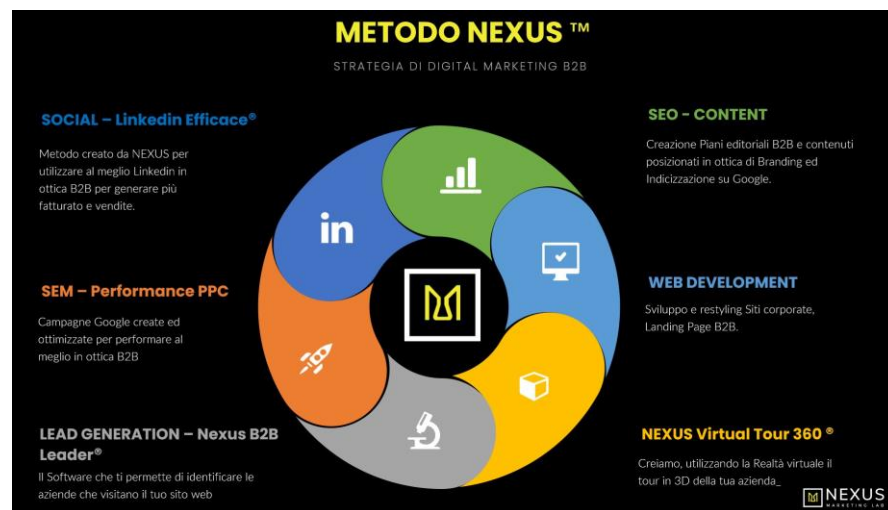 METODO NEXUS ™
STRATEGIA DI DIGITAL MARKETING B2B
SOCIAL – Linkedin Efficace®
Metodo creato da NEXUS per
utilizzare al meglio Linkedin in
ottica B2B per generare più
fatturato e vendite.
SEM – Performance PPC
Campagne Google create ed
ottimizzate per performare al
meglio in ottica B2B
LEAD GENERATION – Nexus B2B
Leader®
Il Software che ti permette di identificare le
aziende che visitano il tuo sito web
in
SEO - CONTENT
Creazione Piani editoriali B2B e contenuti
posizionati in ottica di Branding ed
Indicizzazione su Google.
WEB DEVELOPMENT
Sviluppo e restyling Siti corporate,
Landing Page B2B.
NEXUS Virtual Tour 360 ®
Creiamo, utilizzando la Realtà virtuale il
tour in 3D della tua azienda_
NEXUS
MARKETING LAB